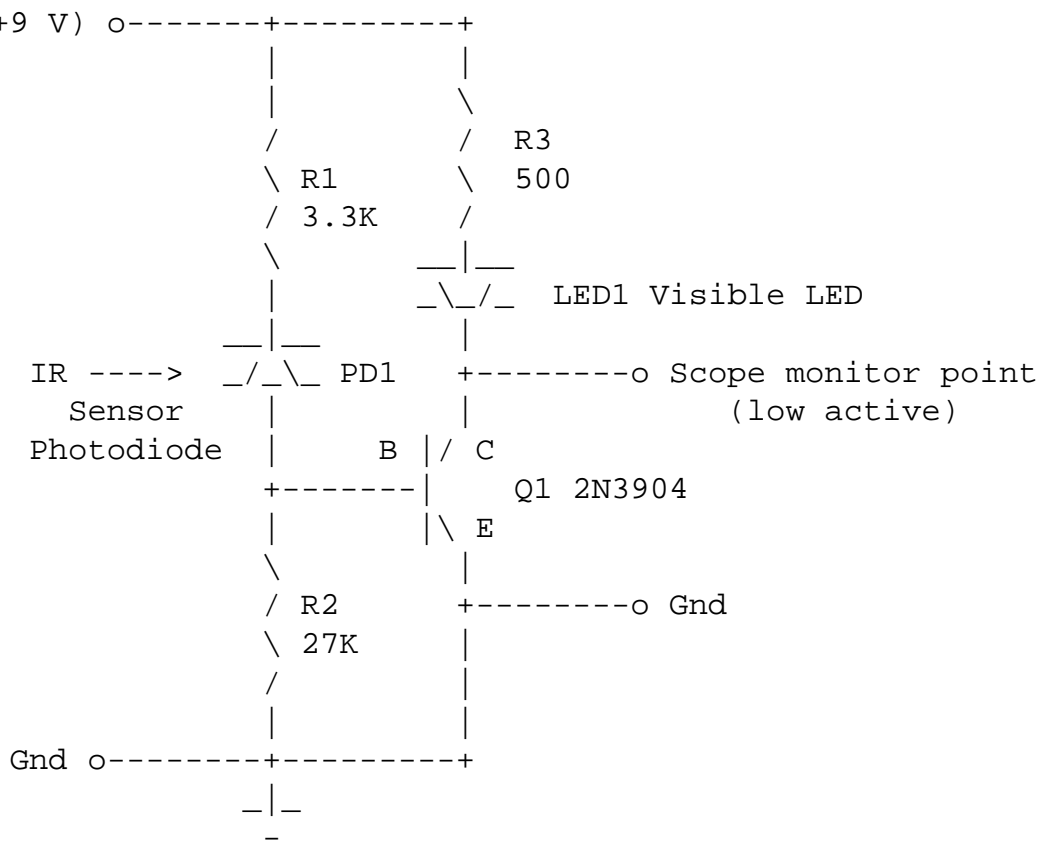 +9 V) o-------+----------+
R3
R1 500
3.3K
LED1 Visible LED
IR ----> PD1 +--------o Scope monitor point
Sensor (low active)
Photodiode B C
Q1 2N3904
E
R2 +--------o Gnd
27K
Gnd o--------+----------+